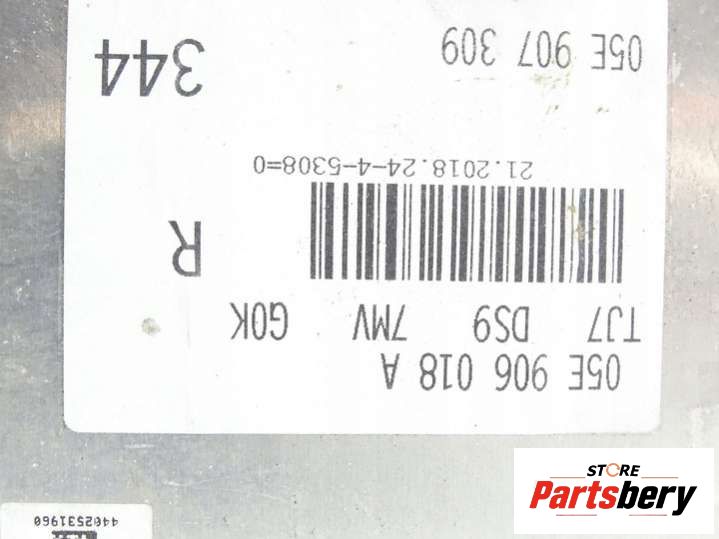 05E 906 018 A
TJ7 DS9 7MV G0K
R
21.2018.24-4-5308=0
05E 907 309
344
STORE
Partsbery